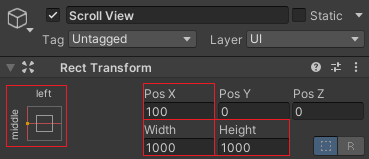 Scroll View
Static
Tag Untagged Layer UI
Rect Transform
left
middle
Pos X Pos Y Pos Z
100 0 0
Width Height
1000 1000
R